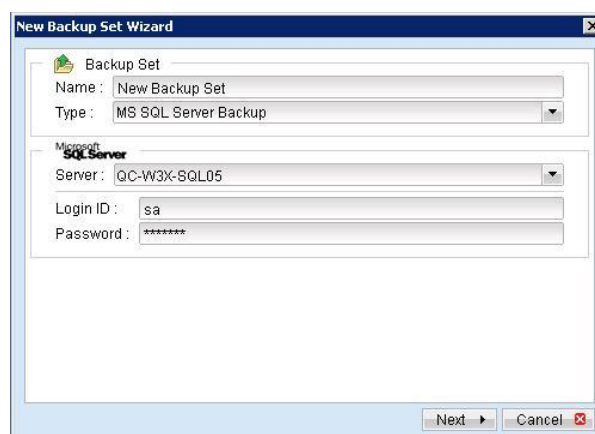 New Backup Set Wizard
Backup Set
Name : New Backup Set
Type : MS SQL Server Backup
Microsoft
SQL Server
Server : QC-W3X-SQL05
Login ID : sa
Password : *******
Next Cancel